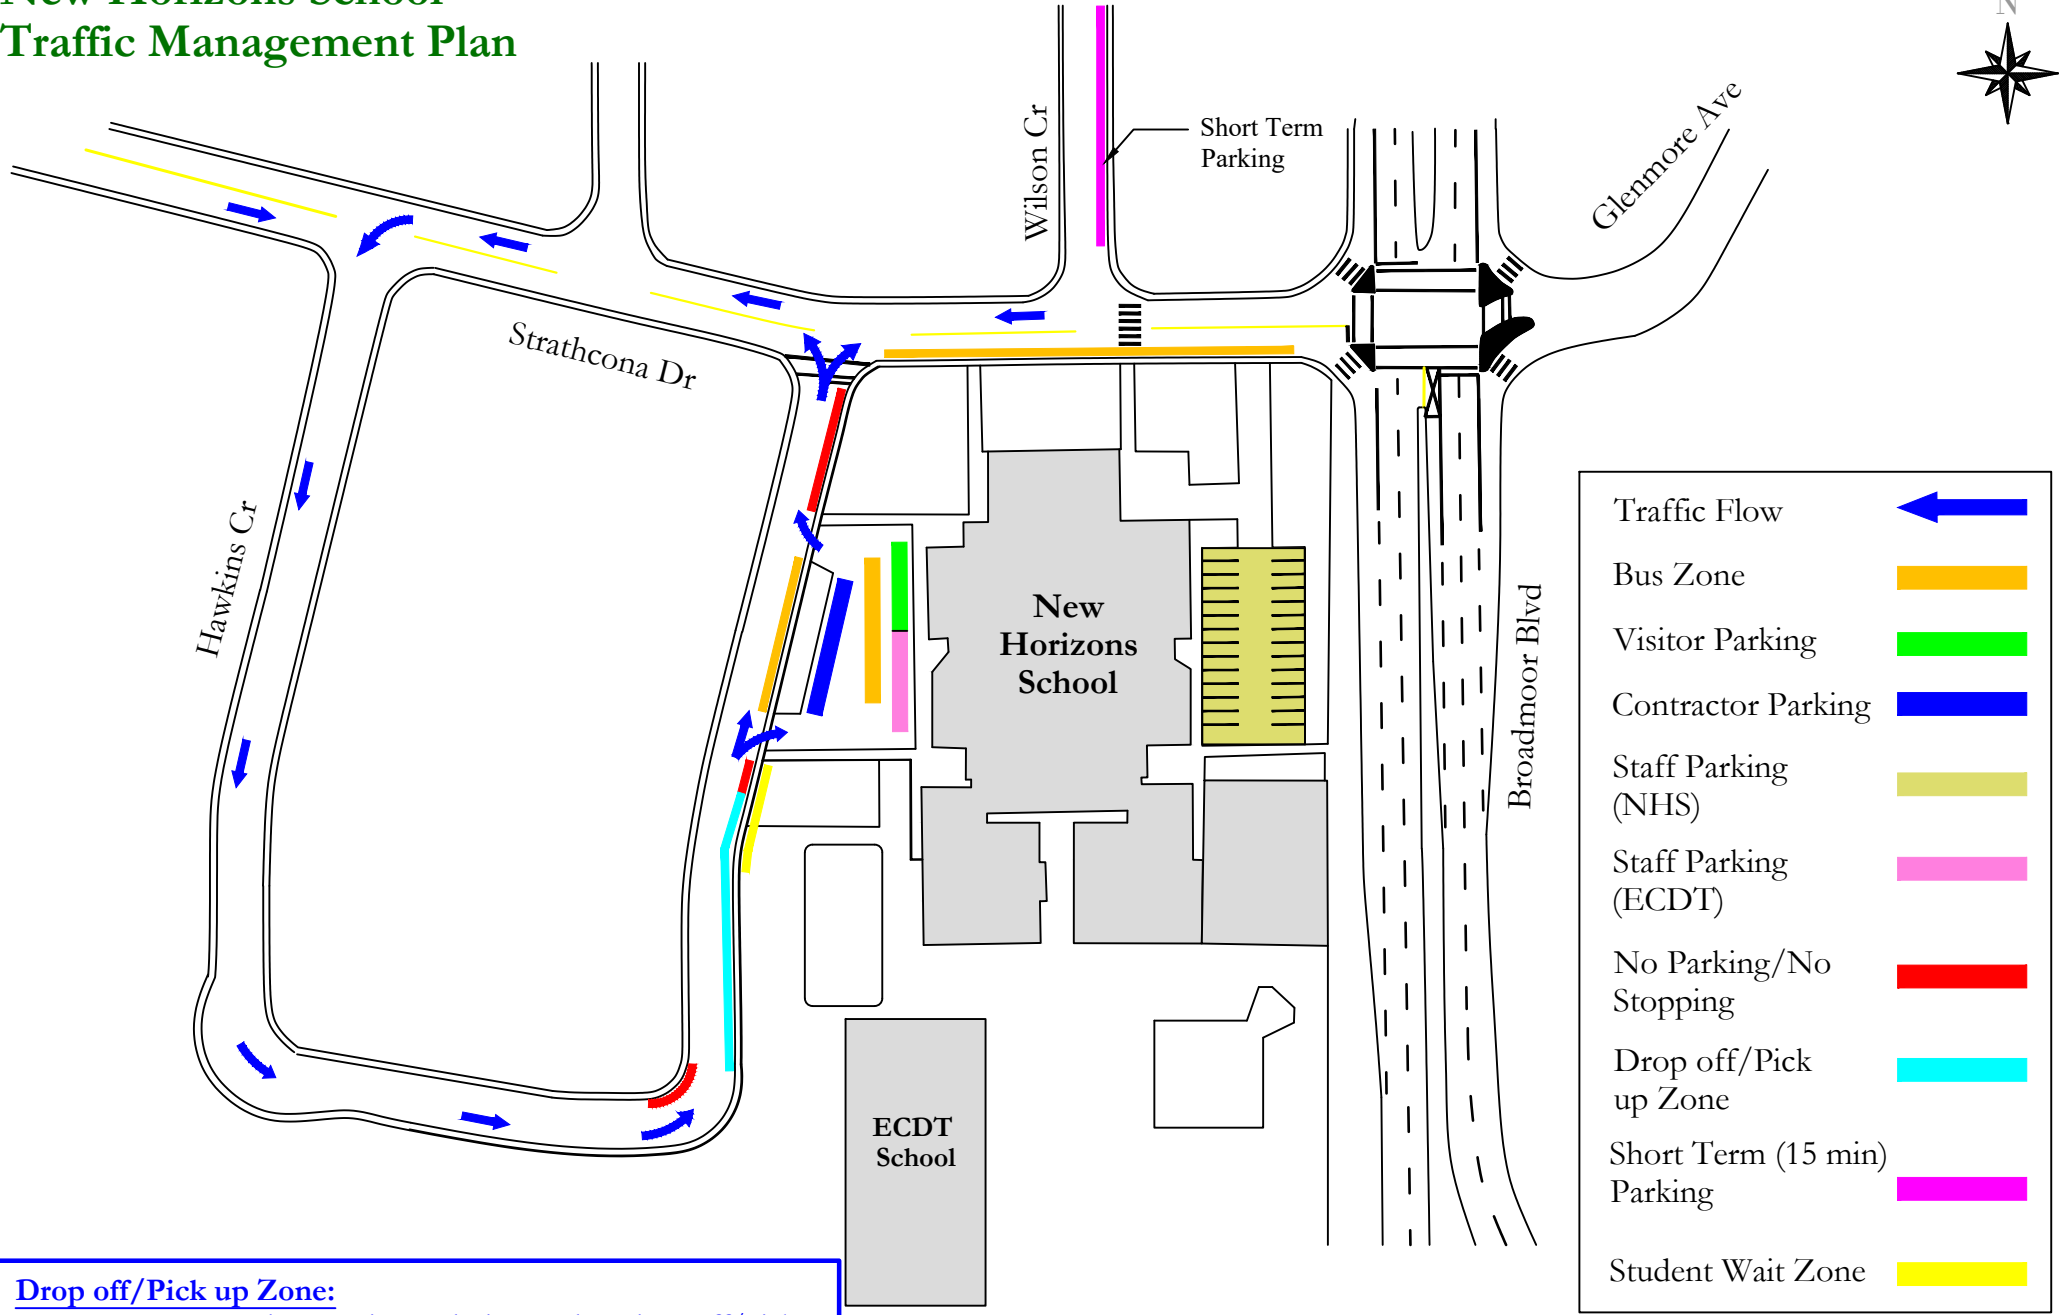 Traffic Management Plan
N
Wilson Cr
Short Term
Parking
Glenmore Ave
Strathcona Dr
Hawkins Cr
New
Horizons
School
Broadmoor Blvd
ECDT
School
Traffic Flow
Bus Zone
Visitor Parking
Contractor Parking
Staff Parking
(NHS)
Staff Parking
(ECDT)
No Parking/No
Stopping
Drop off/Pick
up Zone
Short Term (15 min)
Parking
Student Wait Zone
Drop off/Pick up Zone: